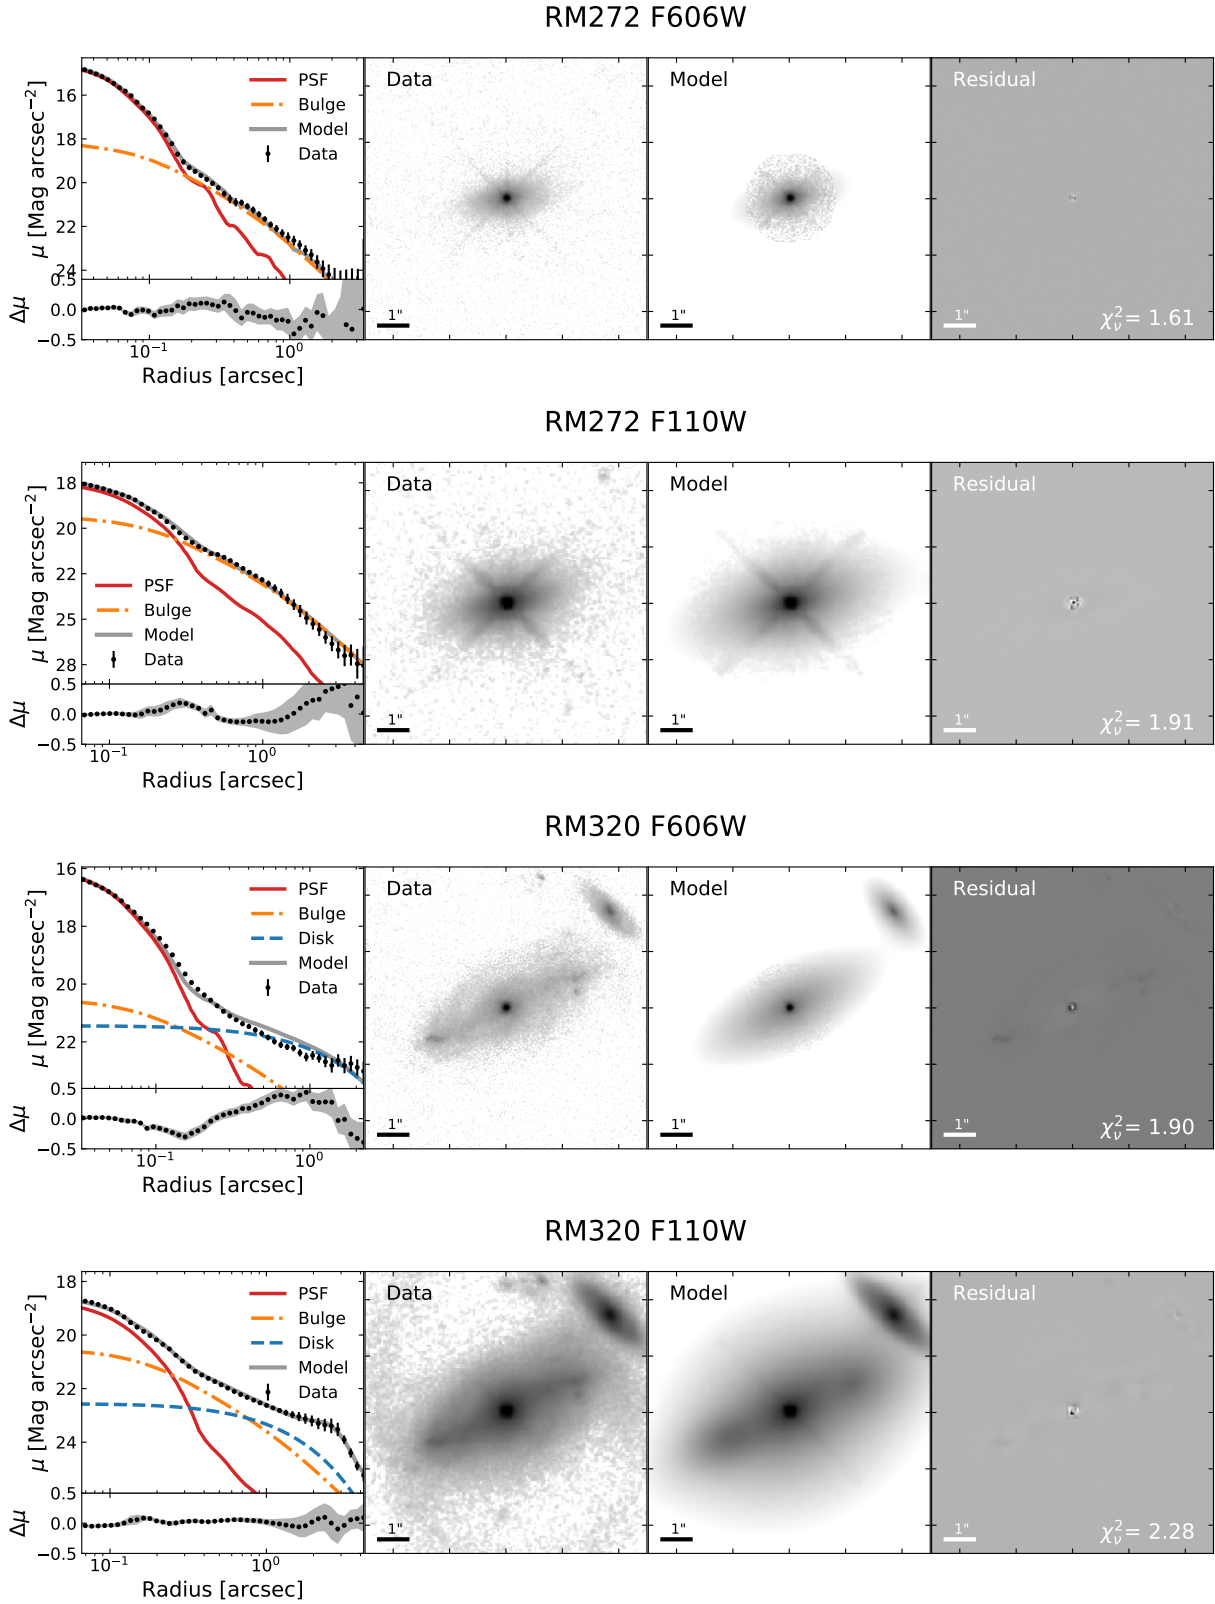 RM272 F606W
PSF
Bulge
Model
Data
16
18
20
22
24
μ [Mag arcsec⁻²]
0.5
0.0
−0.5
Δμ
10⁻¹
10⁰
Radius [arcsec]
Data
1"
Model
1"
Residual
1"
χ²ᵥ= 1.61
RM272 F110W
18
20
22
25
28
μ [Mag arcsec⁻²]
PSF
Bulge
Model
Data
0.5
0.0
−0.5
Δμ
10⁻¹
10⁰
Radius [arcsec]
Data
1"
Model
1"
Residual
1"
χ²ᵥ= 1.91
RM320 F606W
16
18
20
22
μ [Mag arcsec⁻²]
PSF
Bulge
Disk
Model
Data
0.5
0.0
−0.5
Δμ
10⁻¹
10⁰
Radius [arcsec]
Data
1"
Model
1"
Residual
1"
χ²ᵥ= 1.90
RM320 F110W
18
20
22
24
μ [Mag arcsec⁻²]
PSF
Bulge
Disk
Model
Data
0.5
0.0
−0.5
Δμ
10⁻¹
10⁰
Radius [arcsec]
Data
1"
Model
1"
Residual
1"
χ²ᵥ= 2.28